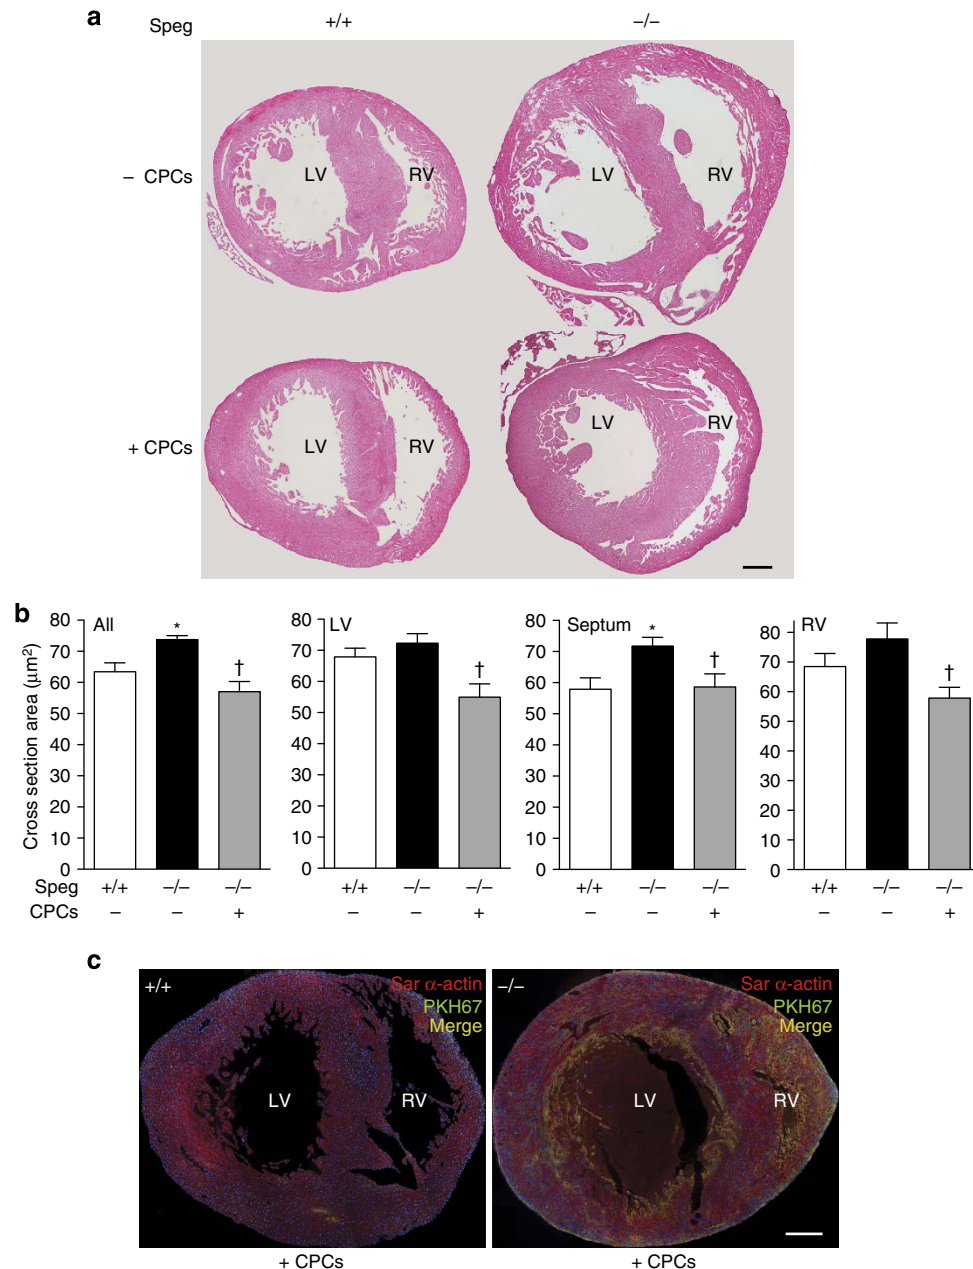 a
Speg +/+ –/–
– CPCs LV RV LV RV
+ CPCs LV RV LV RV
b
Cross section area (μm2)
All
80
70
60
50
40
30
20
10
0
* †
LV
80
70
60
50
40
30
20
10
0
†
Septum
80
70
60
50
40
30
20
10
0
* †
RV
80
70
60
50
40
30
20
10
0
†
Speg +/+ –/– –/– +/+ –/– –/– +/+ –/– –/– +/+ –/– –/–
CPCs – – + – – + – – + – – +
c
+/+ Sar α-actin
PKH67
Merge
LV RV
+ CPCs
–/– Sar α-actin
PKH67
Merge
LV RV
+ CPCs